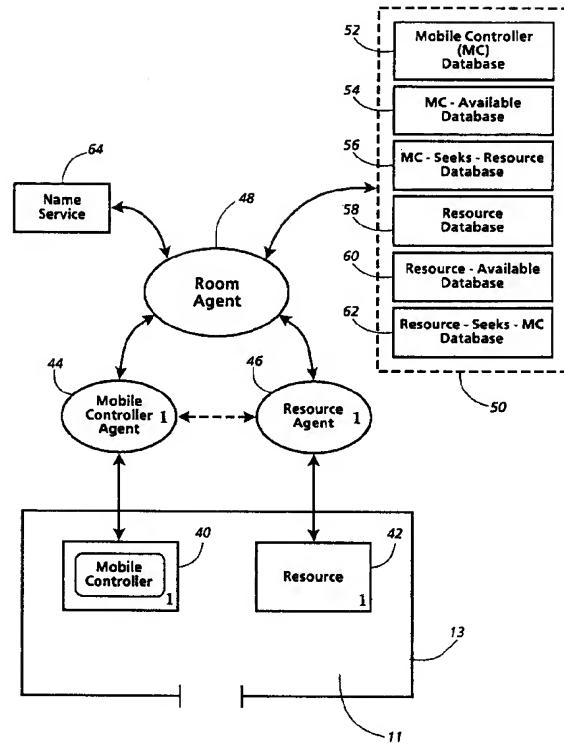 52
Mobile Controller
(MC)
Database
54
MC - Available
Database
56
MC - Seeks - Resource
Database
58
Resource
Database
60
Resource - Available
Database
62
Resource - Seeks - MC
Database
50
64
Name
Service
48
Room
Agent
44
Mobile
Controller
Agent 1
46
Resource
Agent 1
40
Mobile
Controller
1
42
Resource
1
13
11